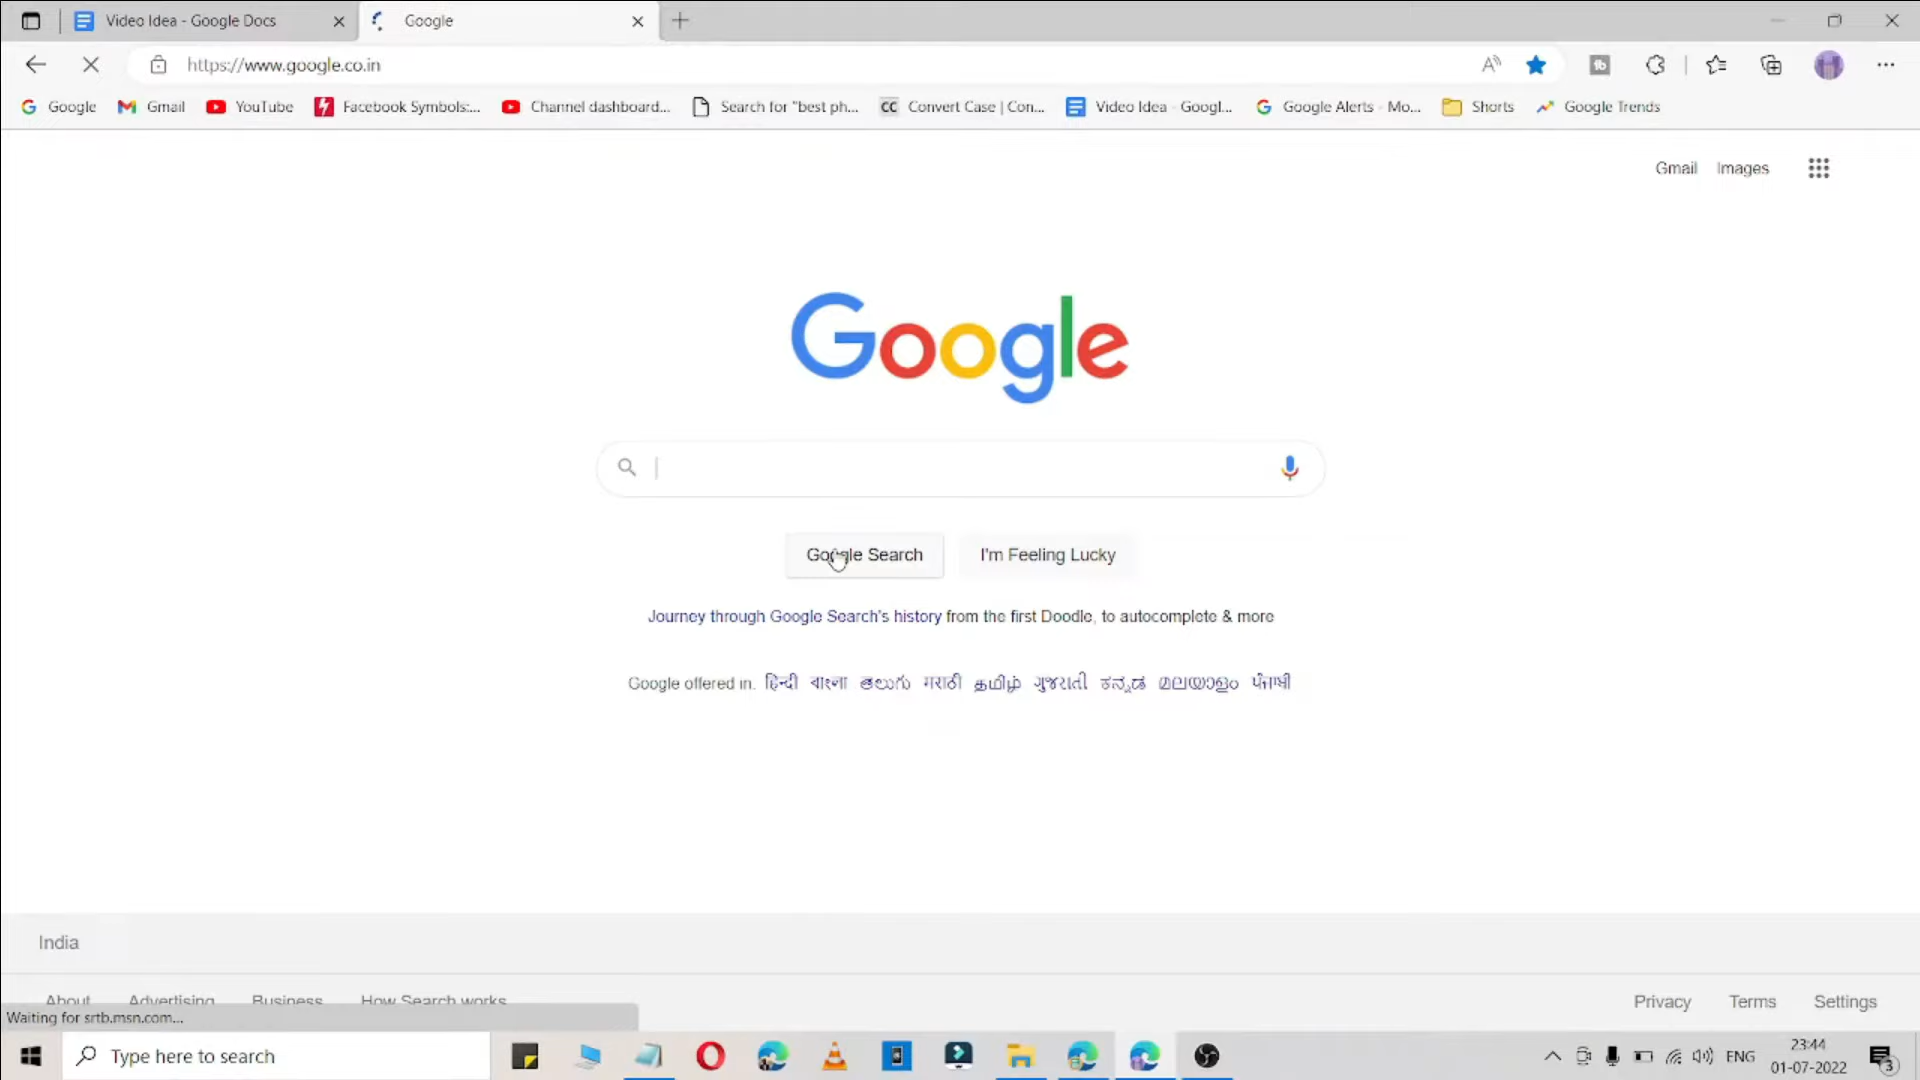 Video Idea - Google Docs
Google
https://www.google.co.in
Google Gmail YouTube Facebook Symbols:... Channel dashboard... Search for "best ph... CC Convert Case | Con... Video Idea - Googl... Google Alerts - Mo... Shorts Google Trends
Gmail Images
Google
Google Search I'm Feeling Lucky
Journey through Google Search's history from the first Doodle, to autocomplete & more
Google offered in: हिन्दी বাংলা తెలుగు मराठी தமிழ் ગુજરાતી ಕನ್ನಡ മലയാളം ਪੰਜਾਬੀ
India
About Advertising Business How Search works Privacy Terms Settings
Waiting for srtb.msn.com...
Type here to search
ENG
23:44
01-07-2022
3